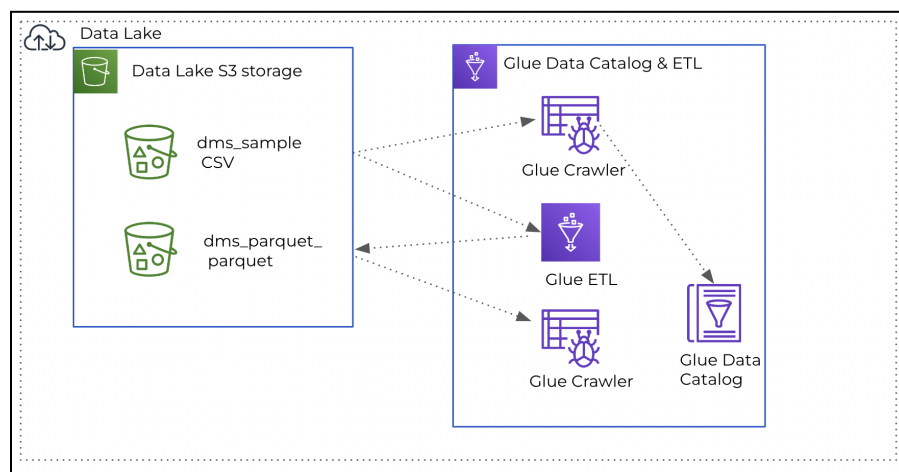 Data Lake
Data Lake S3 storage
dms_sample
CSV
dms_parquet_
parquet
Glue Data Catalog & ETL
Glue Crawler
Glue ETL
Glue Crawler
Glue Data
Catalog